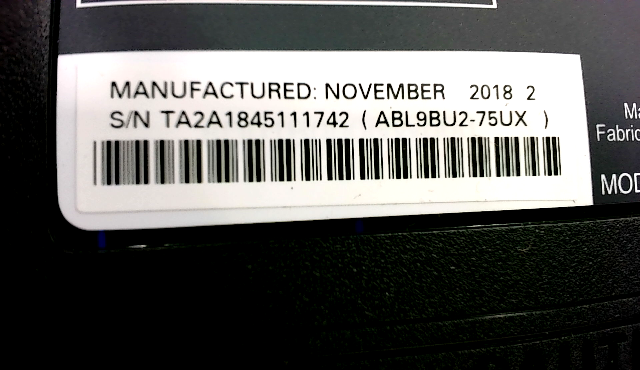 MANUFACTURED: NOVEMBER 2018 2
S/N TA2A1845111742 ( ABL9BU2-75UX )